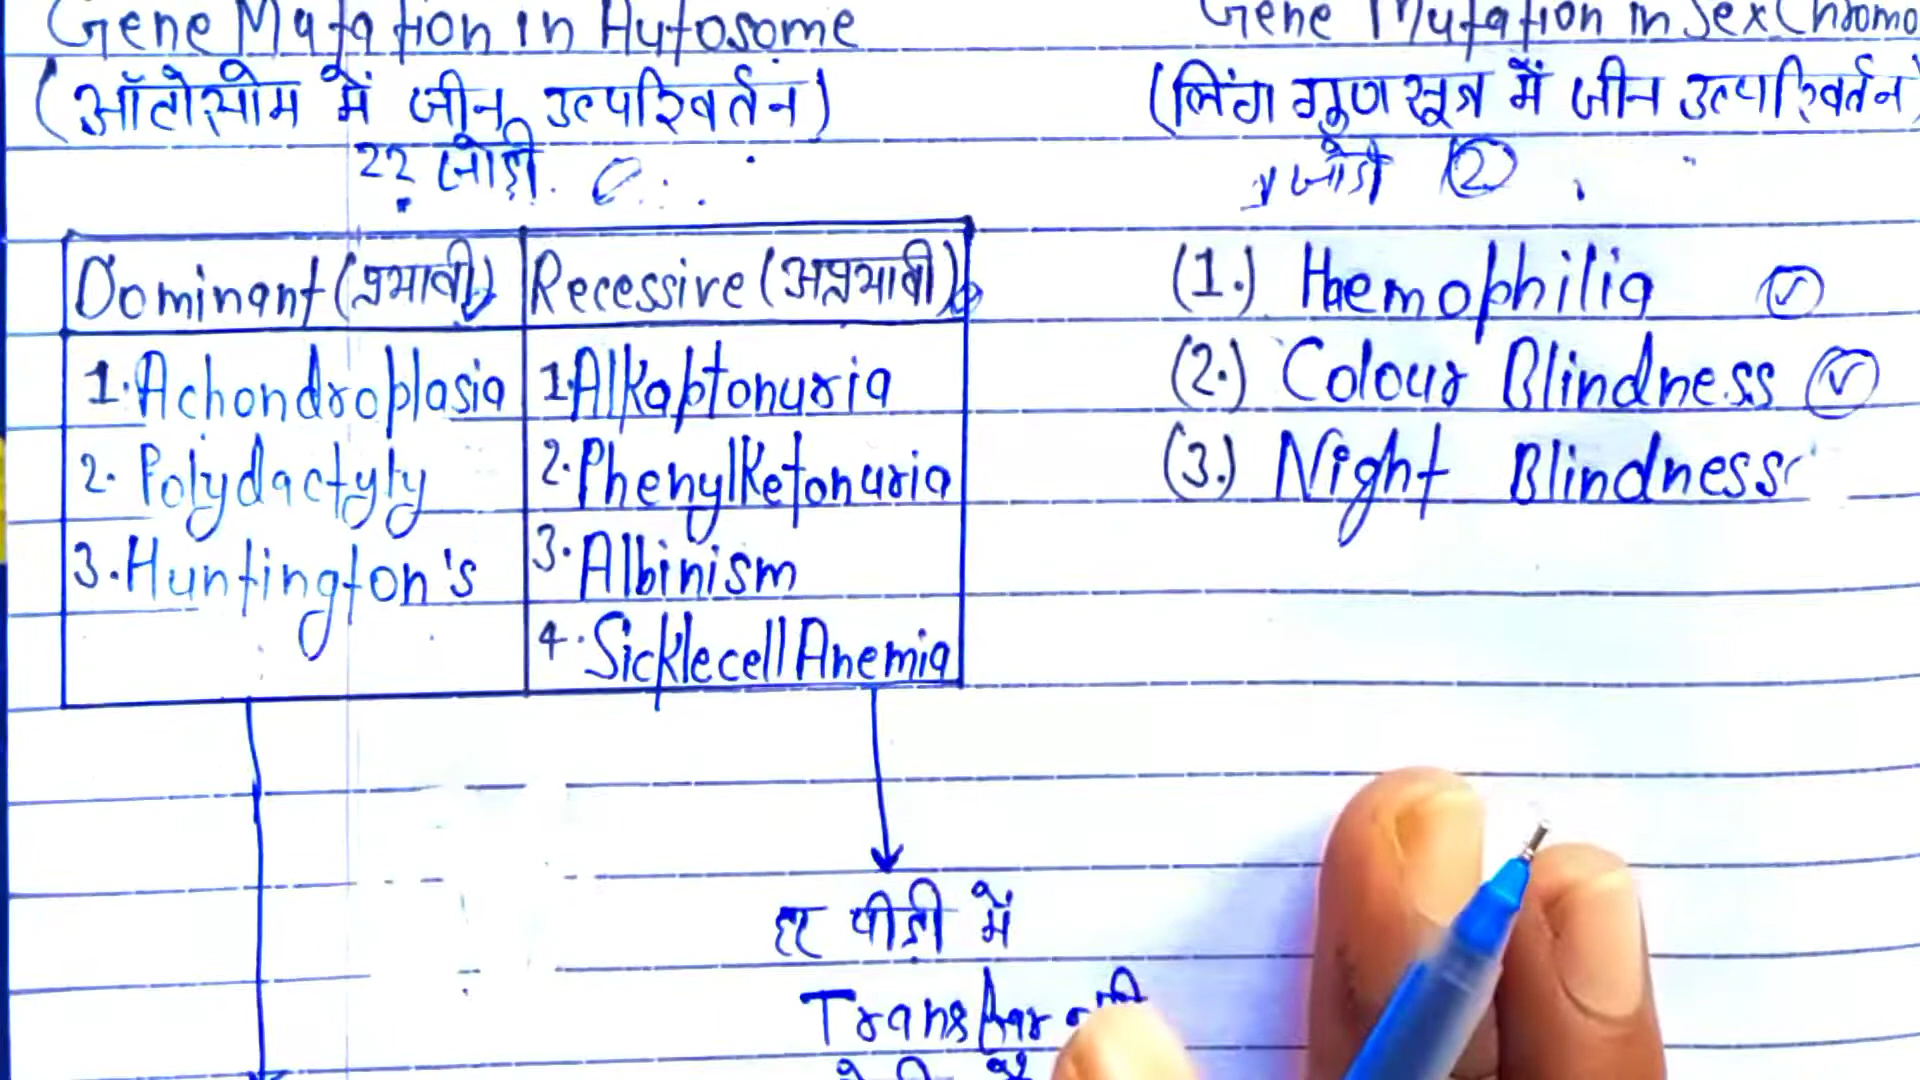 Gene Mutation in Autosome
(ऑटोसोम में जीन उत्परिवर्तन)
22 जोड़ी
Dominant (प्रभावी)
1. Achondroplasia
2. Polydactyly
3. Huntington's
Recessive (अप्रभावी)
1. Alkaptonuria
2. Phenylketonuria
3. Albinism
4. Sicklecell Anemia
हर पीढ़ी में
Gene Mutation in Sex Chromo
(लिंग गुणसूत्र में जीन उत्परिवर्तन)
1 जोड़ी 2
(1.) Haemophilia
(2.) Colour Blindness
(3.) Night Blindness